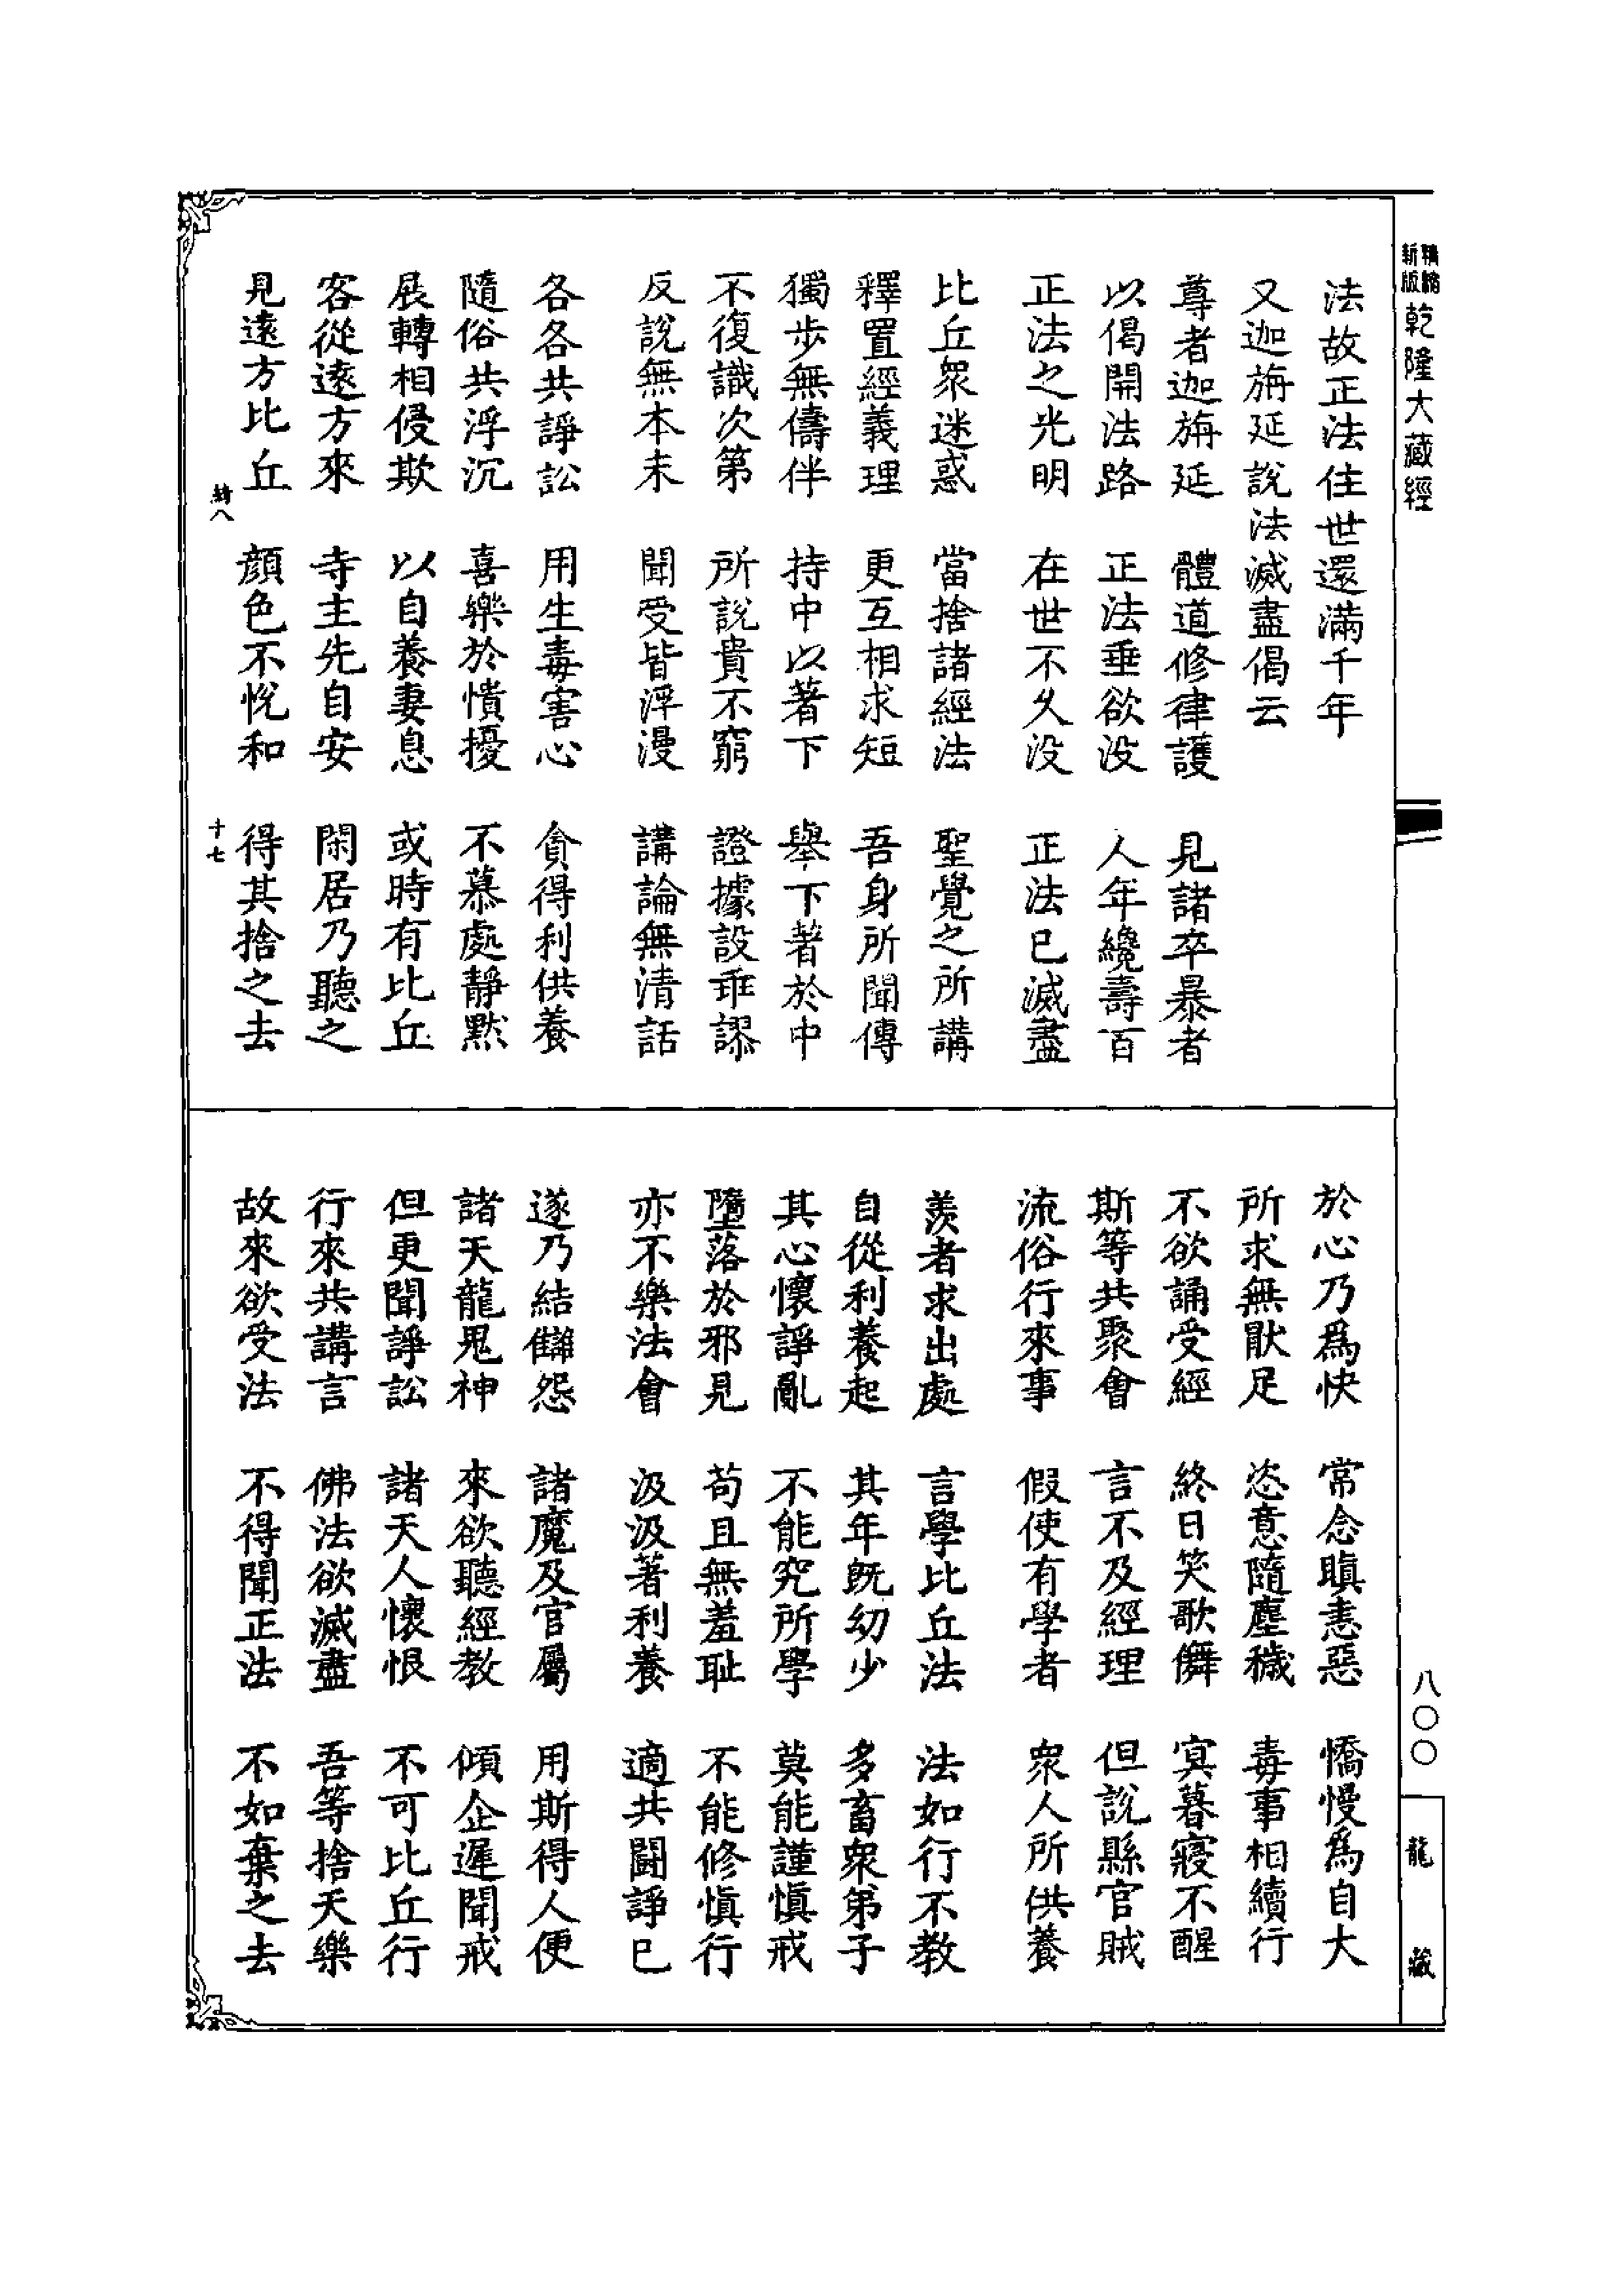 精縮
新版
乾隆大藏經
法故正法住世還滿千年
又迦旃延說法滅盡偈云
尊者迦旃延　體道修律護　見諸卒暴者
以偈開法路　正法垂欲没　人年纔壽百
正法之光明　在世不久没　正法已滅盡
比丘眾迷惑　當捨諸經法　聖覺之所講
釋置經義理　更互相求短　吾身所聞傳
獨步無儔伴　持中以著下　舉下著於中
不復識次第　所說貴不窮　證據設乖謬
反說無本末　聞受皆浮漫　講論無清話
各各共諍訟　用生毒害心　貪得利供養
隨俗共浮沉　喜樂於憒擾　不慕處靜默
展轉相侵欺　以自養妻息　或時有比丘
客從遠方來　寺主先自安　閑居乃聽之
見遠方比丘　顔色不悅和　得其捨之去
八　十七
於心乃爲快　常念瞋恚惡　憍慢為自大
所求無厭足　恣意隨塵穢　毒事相續行
不欲誦受經　終日笑歌儛　冥暮寢不醒
斯等共聚會　言不及經理　但說縣官賊
流俗行來事　假使有學者　眾人所供養
羨者求出處　言學比丘法　法如行不教
自從利養起　其年既幼少　多畜眾弟子
其心懷諍亂　不能究所學　莫能謹慎戒
墮落於邪見　苟且無羞耻　不能修慎行
亦不樂法會　汲汲著利養　適共鬪諍已
遂乃結讎怨　諸魔及官屬　用斯得人便
諸天龍鬼神　來欲聽經教　傾企遲聞戒
但更聞諍訟　諸天人懷恨　不可比丘行
行來共講言　佛法欲滅盡　吾等捨天樂
故來欲受法　不得聞正法　不如棄之去
八〇〇
龍藏